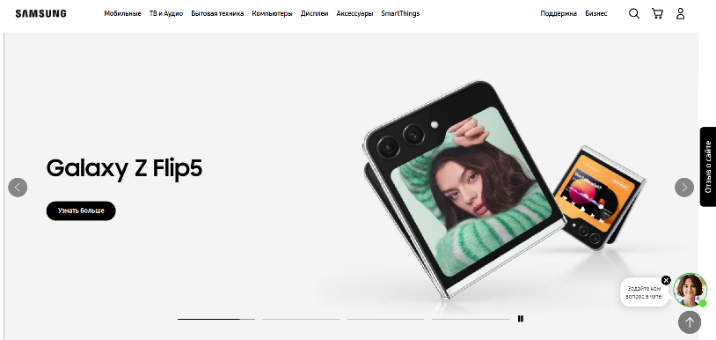 SAMSUNG
Мобильные ТВ и Аудио Бытовая техника Компьютеры Дисплеи Аксессуары SmartThings Поддержка Бизнес
Galaxy Z Flip5
Узнать больше
Отзыв о сайте
Задайте нам
вопрос в чате!